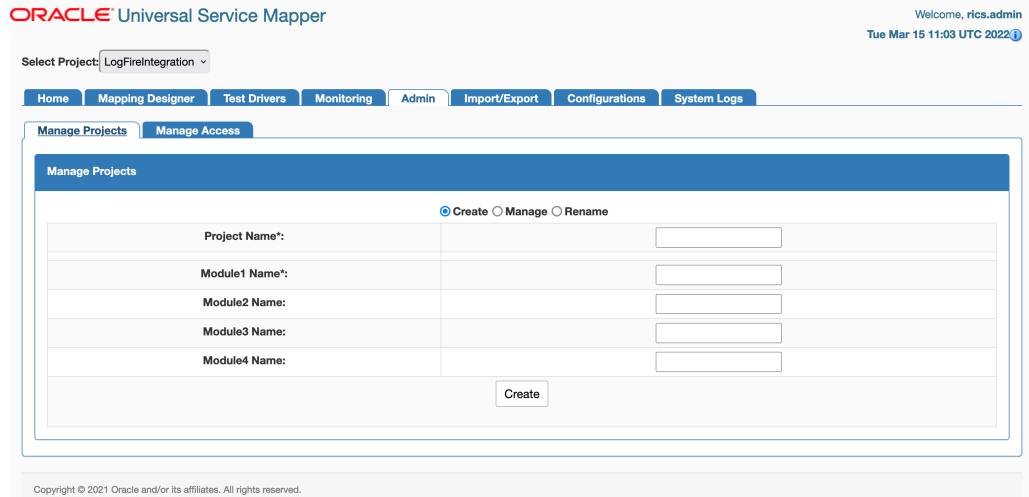 ORACLE Universal Service Mapper
Welcome, rics.admin
Tue Mar 15 11:03 UTC 2022
Select Project: LogFireIntegration
Home Mapping Designer Test Drivers Monitoring Admin Import/Export Configurations System Logs
Manage Projects Manage Access
Manage Projects
Create Manage Rename
Project Name*:
Module1 Name*:
Module2 Name:
Module3 Name:
Module4 Name:
Create
Copyright © 2021 Oracle and/or its affiliates. All rights reserved.